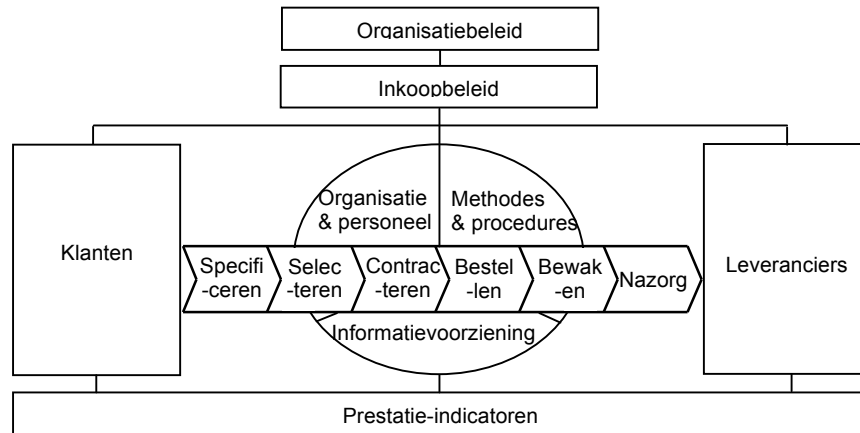 Organisatiebeleid
Inkoopbeleid
Klanten
Organisatie
& personeel
Methodes
& procedures
Specifi
-ceren
Selec
-teren
Contrac
-teren
Bestel
-len
Bewak
-en
Nazorg
Leveranciers
Informatievoorziening
Prestatie-indicatoren